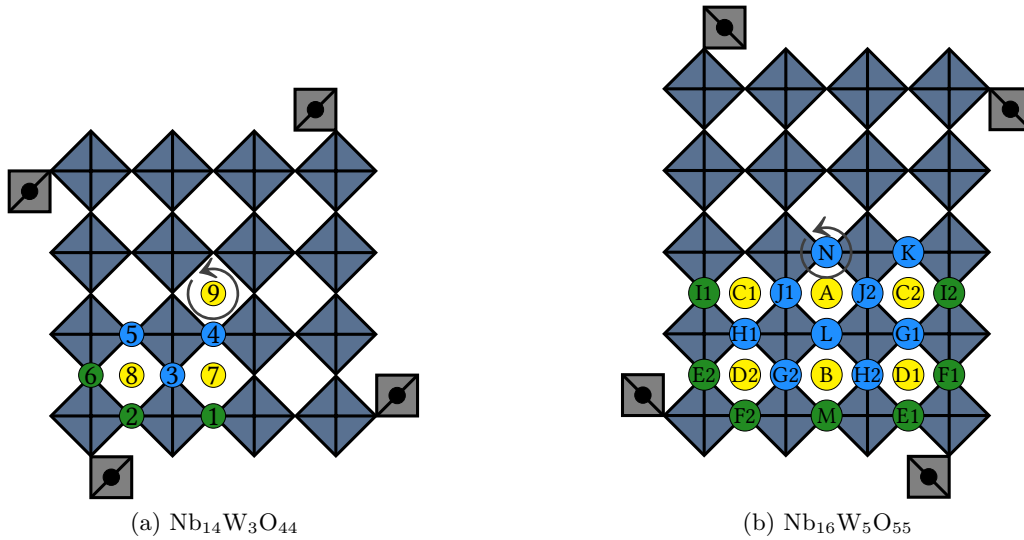 N K
9 I1 C1 J1 A J2 C2 I2
5 4 H1 L G1
6 8 3 7 E2 D2 G2 B H2 D1 F1
2 1 F2 M E1
(a) Nb₁₄W₃O₄₄ (b) Nb₁₆W₅O₅₅